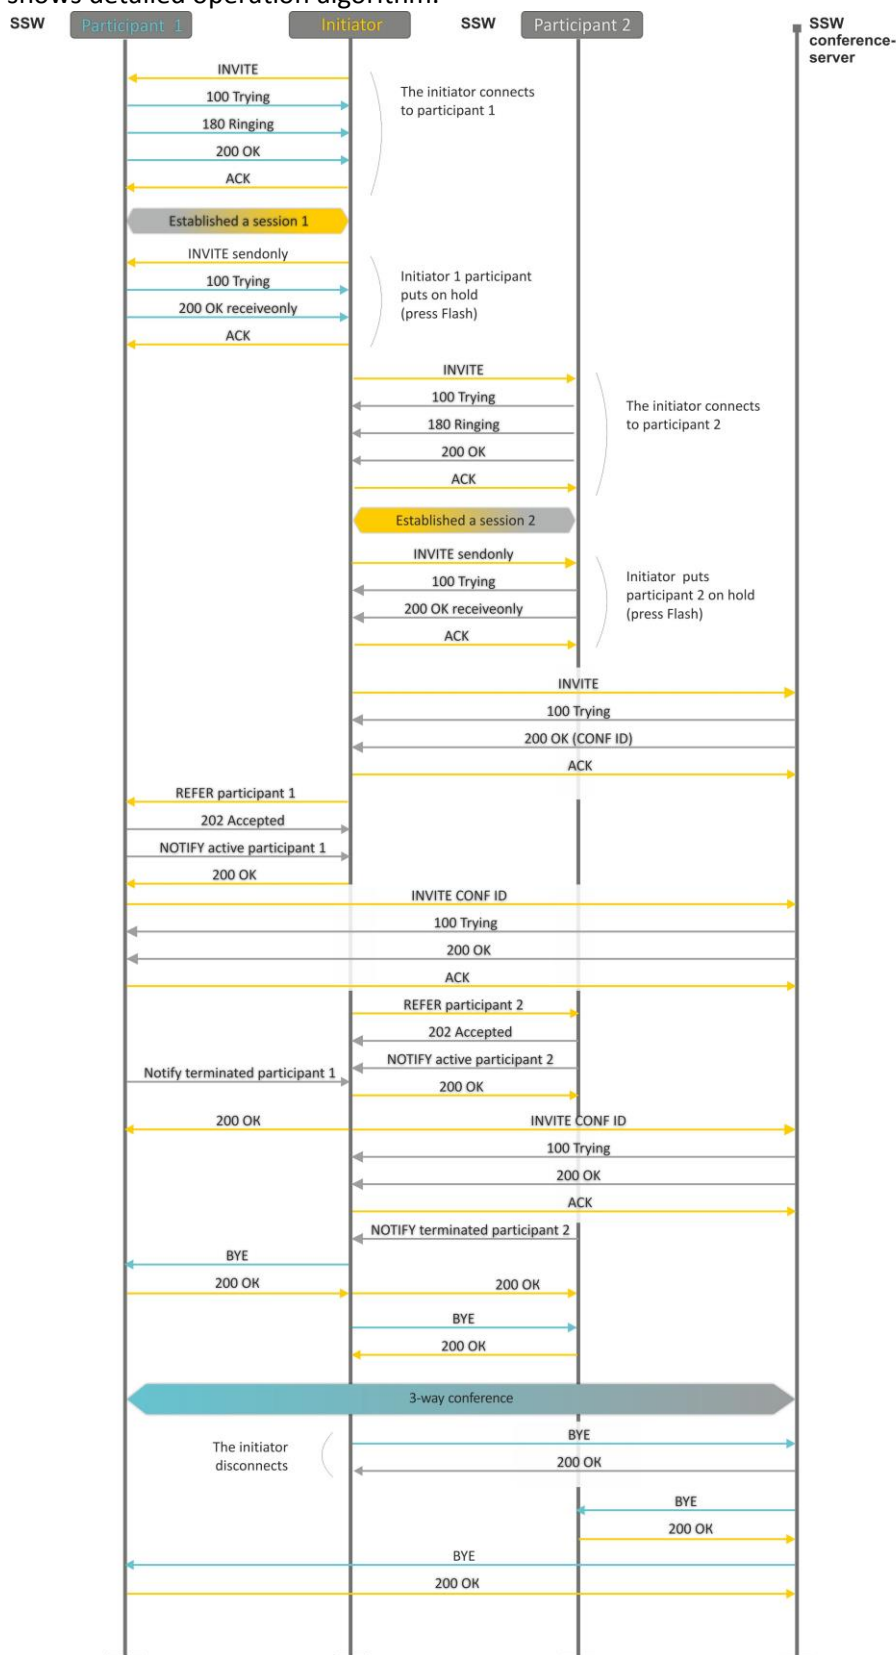 shows detailed operation algorithm.
SSW Participant 1 Initiator SSW Participant 2 SSW
conference-
server
INVITE
The initiator connects
100 Trying
to participant 1
180 Ringing
200 OK
ACK
Established a session 1
INVITE sendonly
Initiator 1 participant
100 Trying
puts on hold
200 OK receiveonly
(press Flash)
ACK
INVITE
100 Trying
The initiator connects
180 Ringing
to participant 2
200 OK
ACK
Established a session 2
INVITE sendonly
Initiator puts
100 Trying
participant 2 on hold
200 OK receiveonly
(press Flash)
ACK
INVITE
100 Trying
200 OK (CONF ID)
ACK
REFER participant 1
202 Accepted
NOTIFY active participant 1
200 OK
INVITE CONF ID
100 Trying
200 OK
ACK
REFER participant 2
202 Accepted
NOTIFY active participant 2
Notify terminated participant 1
200 OK
200 OK INVITE CONF ID
100 Trying
200 OK
ACK
NOTIFY terminated participant 2
BYE
200 OK 200 OK
BYE
200 OK
3-way conference
BYE
The initiator
disconnects
200 OK
BYE
200 OK
BYE
200 OK